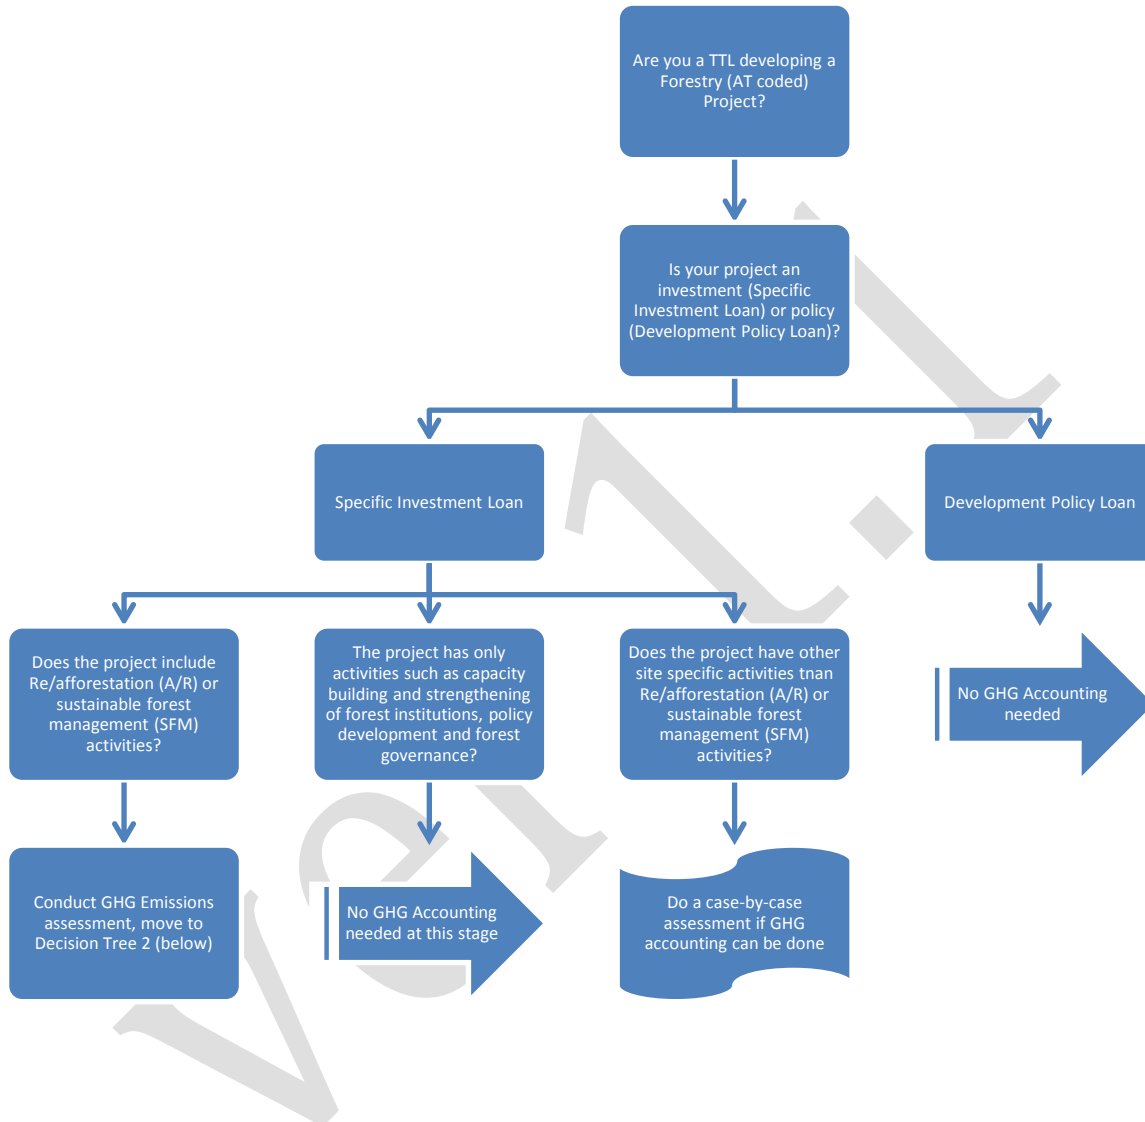 Are you a TTL developing a
Forestry (AT coded)
Project?
Is your project an
investment (Specific
Investment Loan) or policy
(Development Policy Loan)?
Specific Investment Loan
Development Policy Loan
Does the project include
Re/afforestation (A/R) or
sustainable forest
management (SFM)
activities?
The project has only
activities such as capacity
building and strengthening
of forest institutions, policy
development and forest
governance?
Does the project have other
site specific activities tnan
Re/afforestation (A/R) or
sustainable forest
management (SFM)
activities?
No GHG Accounting
needed
Conduct GHG Emissions
assessment, move to
Decision Tree 2 (below)
No GHG Accounting
needed at this stage
Do a case-by-case
assessment if GHG
accounting can be done